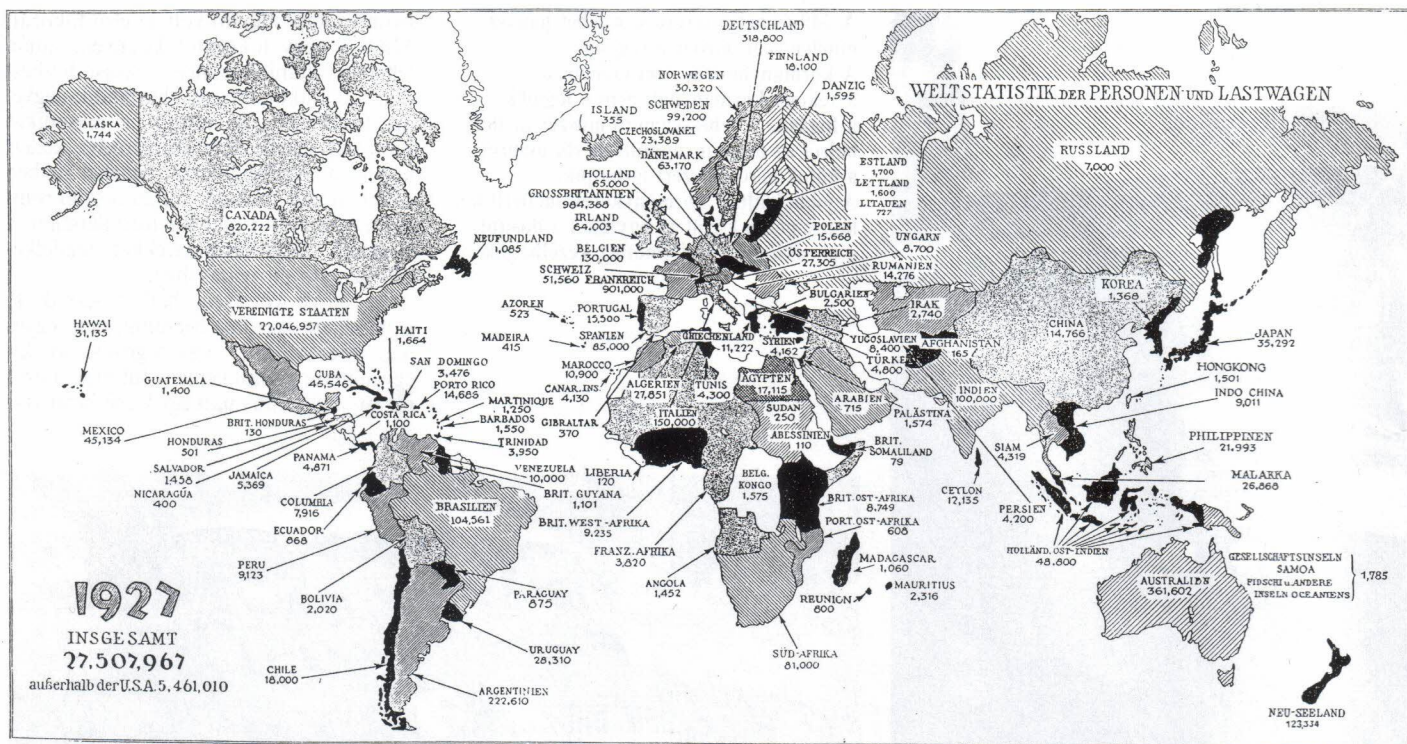 WELTSTATISTIK DER PERSONEN UND LASTWAGEN
DEUTSCHLAND
318,800
FINNLAND
18,100
DANZIG
1,595
NORWEGEN
30,320
SCHWEDEN
99,200
ISLAND
355
CZECHOSLOVAKEI
23,389
DÄNEMARK
63,170
HOLLAND
65,000
GROSSBRITANNIEN
984,368
IRLAND
64,003
BELGIEN
130,000
SCHWEIZ
51,560
FRANKREICH
901,000
AZOREN
523
PORTUGAL
15,500
MADEIRA
415
SPANIEN
85,000
MAROCCO
10,900
CANAR. INS.
4,130
GIBRALTAR
370
ALGERIEN
27,851
ITALIEN
150,000
TUNIS
4,300
GRIECHENLAND
11,222
ESTLAND
1,700
LETTLAND
1,600
LITAUEN
727
POLEN
15,668
UNGARN
8,700
ÖSTERREICH
27,305
RUMANIEN
14,276
BULGARIEN
2,500
YUGOSLAVIEN
8,400
TÜRKEI
4,800
SYRIEN
4,162
IRAK
2,740
RUSSLAND
7,000
AFGHANISTAN
165
ÄGYPTEN
17,115
ARABIEN
715
PALÄSTINA
1,574
SUDAN
250
ABESSINIEN
110
BRIT.
SOMALILAND
79
LIBERIA
120
BELG.
KONGO
1,575
BRIT. WEST-AFRIKA
9,235
BRIT. OST-AFRIKA
8,749
PORT. OST-AFRIKA
608
FRANZ. AFRIKA
3,820
ANGOLA
1,452
MADAGASCAR
1,060
MAURITIUS
2,316
REUNION
800
SÜD-AFRIKA
81,000
INDIEN
100,000
CHINA
14,766
KOREA
1,368
JAPAN
35,292
HONGKONG
1,501
INDO CHINA
9,011
PHILIPPINEN
21,993
SIAM
4,319
MALAKKA
26,868
CEYLON
12,135
PERSIEN
4,200
HOLLÄND. OST-INDIEN
48,800
GESELLSCHAFTSINSELN
SAMOA
FIDSCHI u. ANDERE
INSELN OCEANIENS
1,785
AUSTRALIEN
361,602
NEU-SEELAND
123,334
ALASKA
1,744
CANADA
820,222
NEUFUNDLAND
1,085
VEREINIGTE STAATEN
22,046,957
HAWAI
31,135
HAITI
1,664
SAN DOMINGO
3,476
CUBA
45,546
PORTO RICO
14,685
GUATEMALA
1,400
MARTINIQUE
1,250
BARBADOS
1,550
TRINIDAD
3,950
BRIT. HONDURAS
130
COSTA RICA
1,100
MEXICO
45,134
HONDURAS
501
PANAMA
4,871
SALVADOR
1,458
JAMAICA
5,369
NICARAGUA
400
VENEZUELA
10,000
BRIT. GUYANA
1,101
COLUMBIA
7,916
ECUADOR
868
BRASILIEN
104,561
PERU
9,123
BOLIVIA
2,020
PARAGUAY
875
URUGUAY
28,310
CHILE
18,000
ARGENTINIEN
222,610
1927
INSGESAMT
27,507,967
außerhalb der U.S.A. 5,461,010